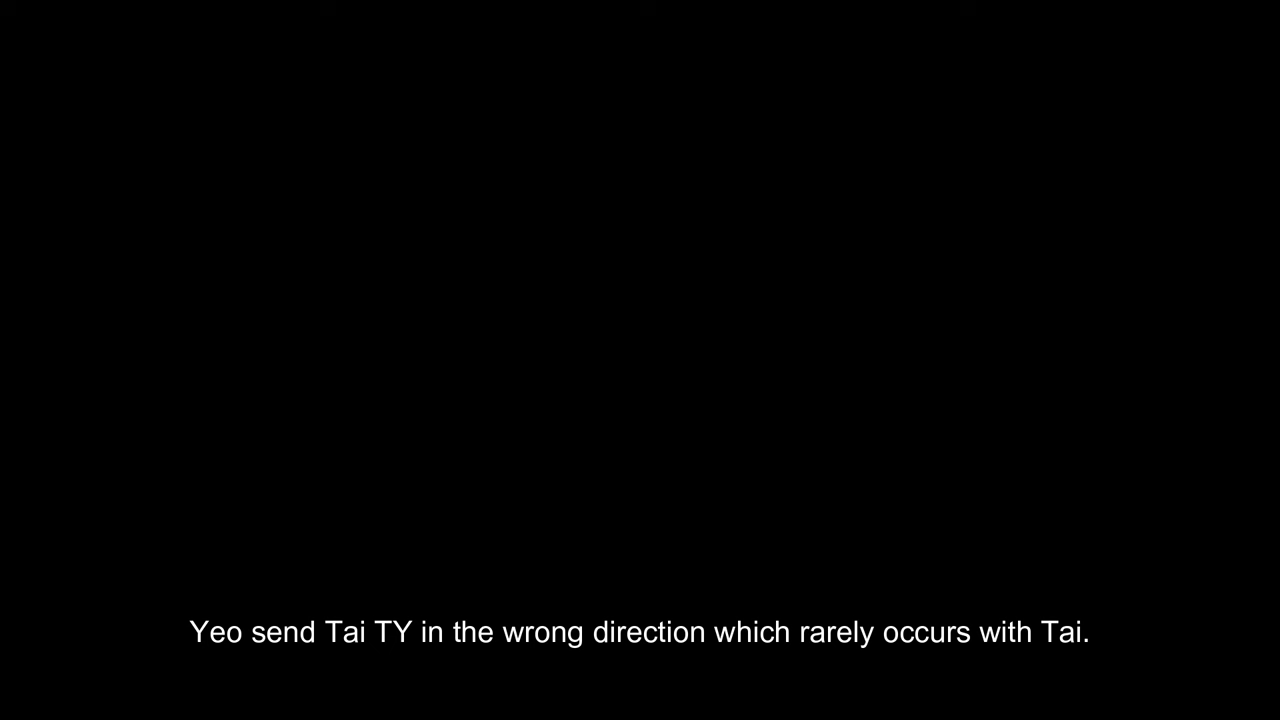 Yeo send Tai TY in the wrong direction which rarely occurs with Tai.